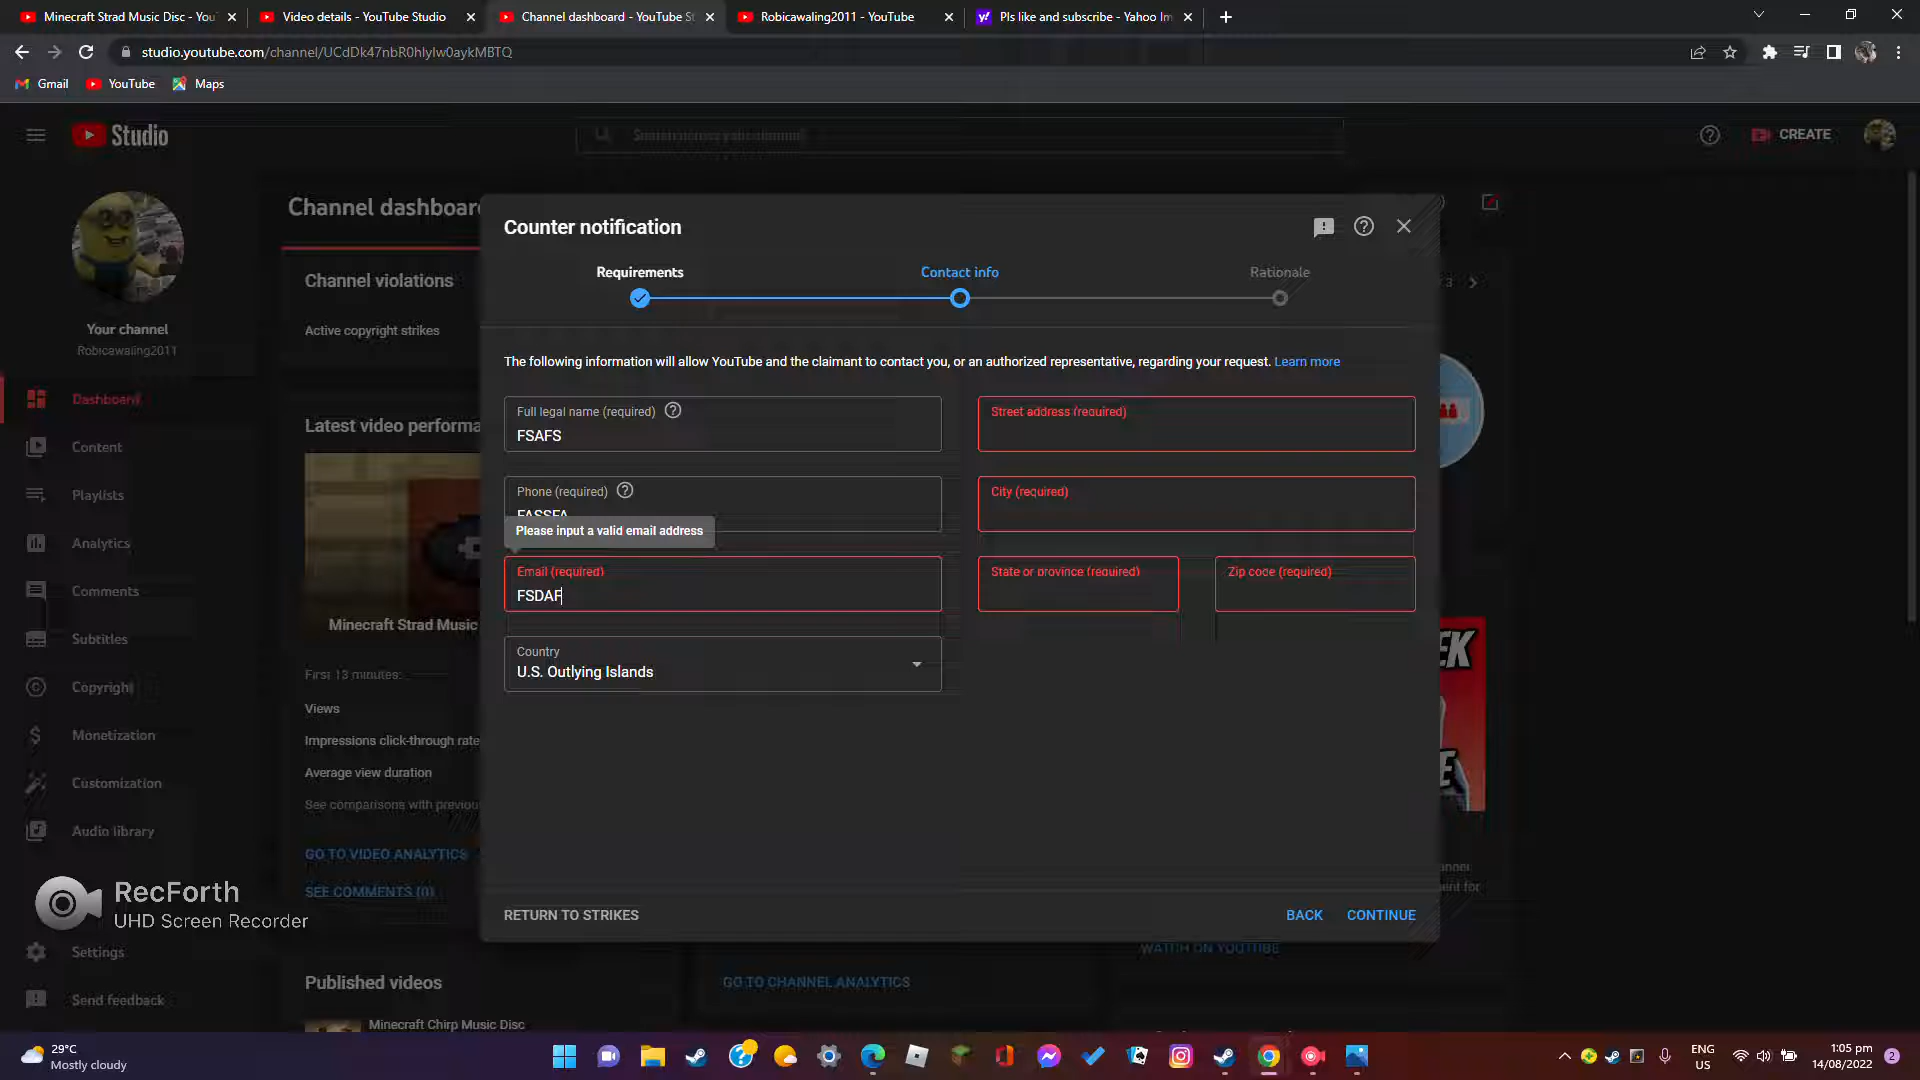 Minecraft Strad Music Disc - You
Video details - YouTube Studio
Channel dashboard - YouTube St
Robicawaling2011 - YouTube
Pls like and subscribe - Yahoo Im
studio.youtube.com/channel/UCdDk47nbR0hIylw0aykMBTQ
Gmail
YouTube
Maps
Studio
CREATE
Channel dashboard
Counter notification
Requirements
Contact info
Rationale
Channel violations
Active copyright strikes
Your channel
Robicawaling2011
The following information will allow YouTube and the claimant to contact you, or an authorized representative, regarding your request. Learn more
Full legal name (required)
FSAFS
Street address (required)
Phone (required)
FASSFA
City (required)
Please input a valid email address
Email (required)
FSDAF
State or province (required)
Zip code (required)
Country
U.S. Outlying Islands
Dashboard
Content
Playlists
Analytics
Comments
Subtitles
Copyright
Monetization
Customization
Audio library
Settings
Send feedback
Latest video performa
Minecraft Strad Music
First 13 minutes:
Views
Impressions click-through rate
Average view duration
See comparisons with previou
GO TO VIDEO ANALYTICS
SEE COMMENTS (0)
RecForth
UHD Screen Recorder
RETURN TO STRIKES
BACK
CONTINUE
WATCH ON YOUTUBE
GO TO CHANNEL ANALYTICS
Published videos
Minecraft Chirp Music Disc
29°C
Mostly cloudy
ENG
US
1:05 pm
14/08/2022
2